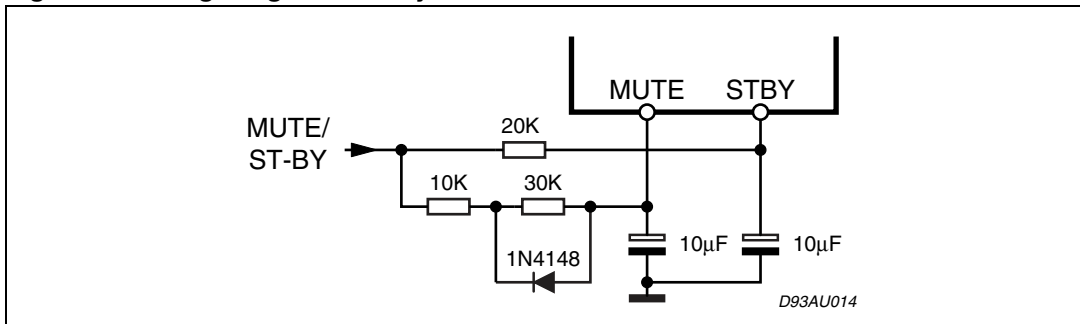 MUTE STBY
MUTE/
ST-BY
20K
10K 30K
10μF 10μF
1N4148
D93AU014